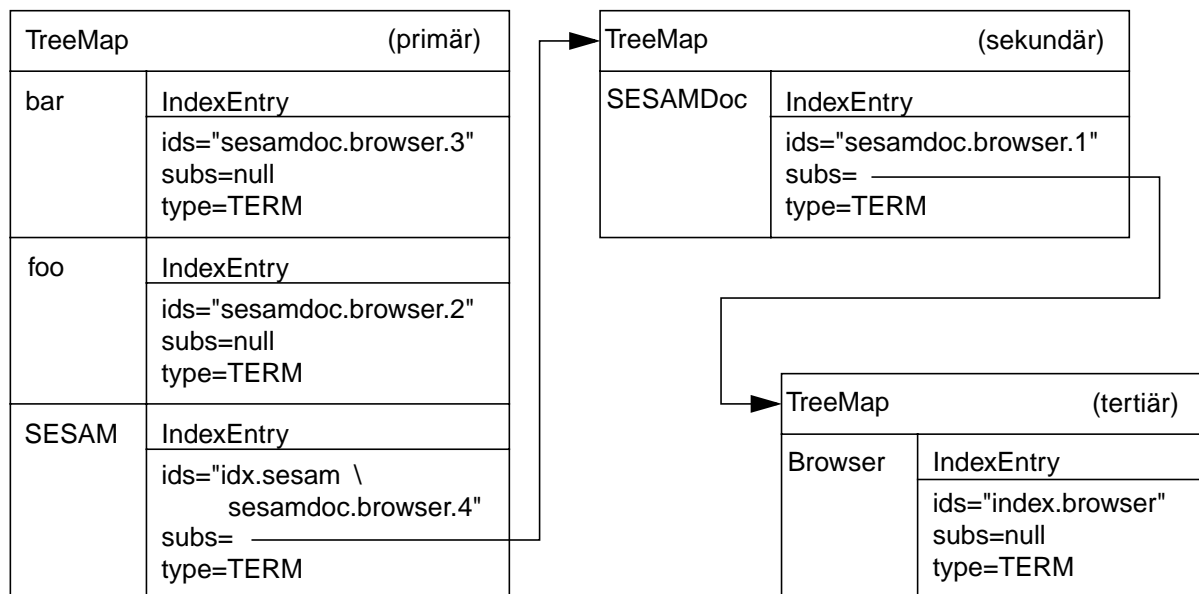 TreeMap (primär)
bar IndexEntry
ids="sesamdoc.browser.3"
subs=null
type=TERM
foo IndexEntry
ids="sesamdoc.browser.2"
subs=null
type=TERM
SESAM IndexEntry
ids="idx.sesam \
sesamdoc.browser.4"
subs=
type=TERM
TreeMap (sekundär)
SESAMDoc IndexEntry
ids="sesamdoc.browser.1"
subs=
type=TERM
TreeMap (tertiär)
Browser IndexEntry
ids="index.browser"
subs=null
type=TERM